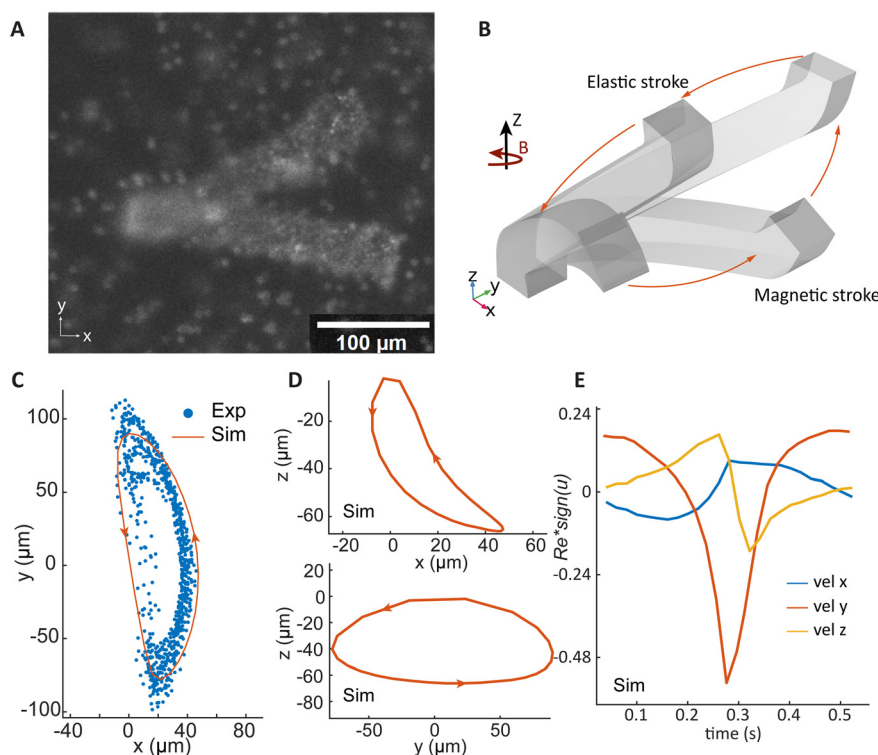 A
y
x
100 µm
B
Elastic stroke
Z
B
z
y
x
Magnetic stroke
C
100
50
0
-50
-100
y (µm)
Exp
Sim
-40
0
40
80
x (µm)
D
-20
-40
-60
z (µm)
Sim
-20
0
20
40
60
x (µm)
20
0
-20
-40
-60
-80
z (µm)
Sim
-50
0
50
y (µm)
E
0.24
0
-0.24
-0.48
Re*sign(u)
vel x
vel y
vel z
Sim
0.1
0.2
0.3
0.4
0.5
time (s)